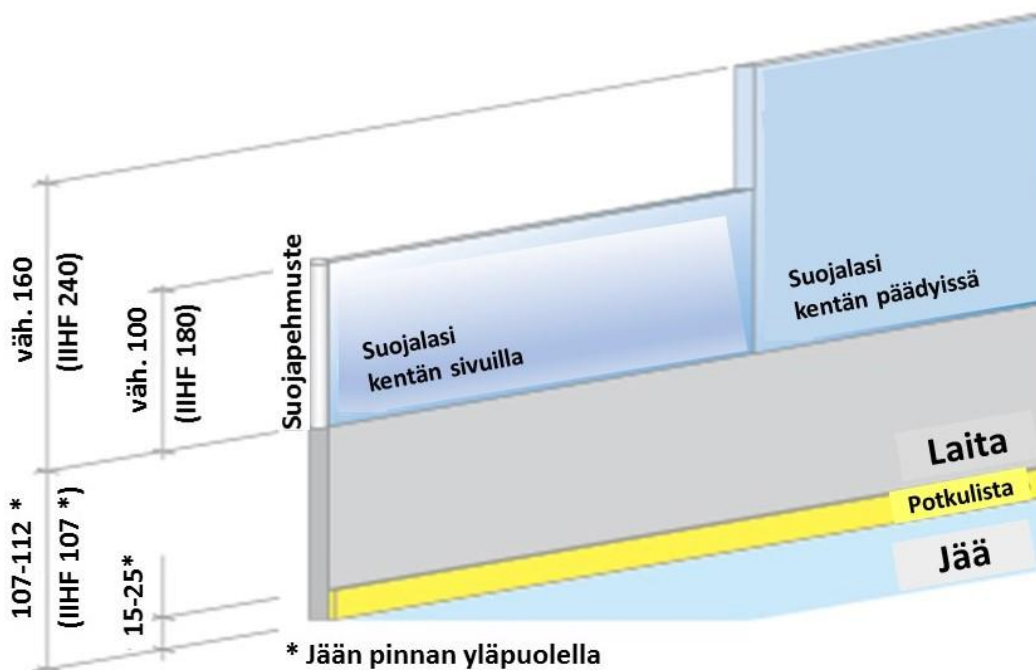 väh. 160
(IIHF 240)
väh. 100
(IIHF 180)
Suojapehmuste
Suojalasi
kentän sivuilla
Suojalasi
kentän päädyissä
107-112 *
(IIHF 107 *)
15-25*
Laita
Potkulista
Jää
* Jään pinnan yläpuolella